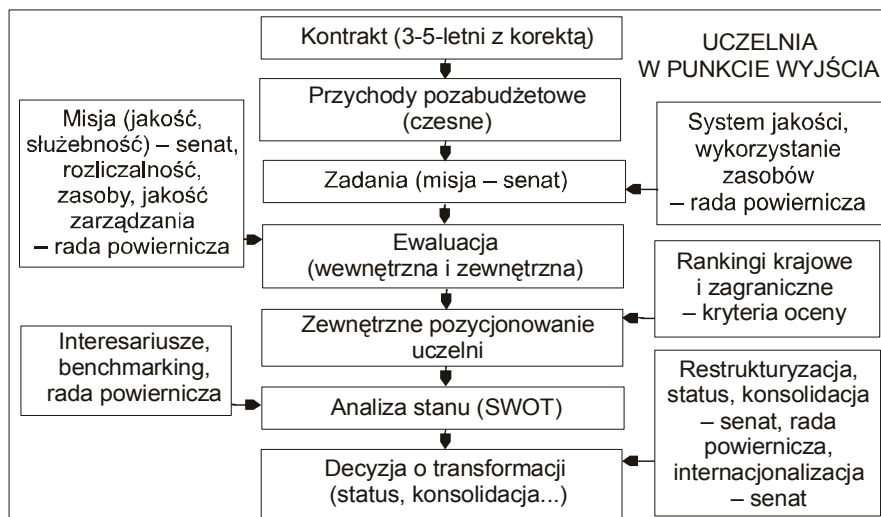 Kontrakt (3-5-letni z korektą)
UCZELNIA
W PUNKCIE WYJŚCIA
Przychody pozabudżetowe
(czesne)
Misja (jakość,
służebność) – senat,
rozliczalność,
zasoby, jakość
zarządzania
– rada powiernicza
System jakości,
wykorzystanie
zasobów
– rada powiernicza
Zadania (misja – senat)
Ewaluacja
(wewnętrzna i zewnętrzna)
Rankingi krajowe
i zagraniczne
– kryteria oceny
Zewnętrzne pozycjonowanie
uczelni
Interesariusze,
benchmarking,
rada powiernicza
Analiza stanu (SWOT)
Restrukturyzacja,
status, konsolidacja
– senat, rada
powiernicza,
internacjonalizacja
– senat
Decyzja o transformacji
(status, konsolidacja...)